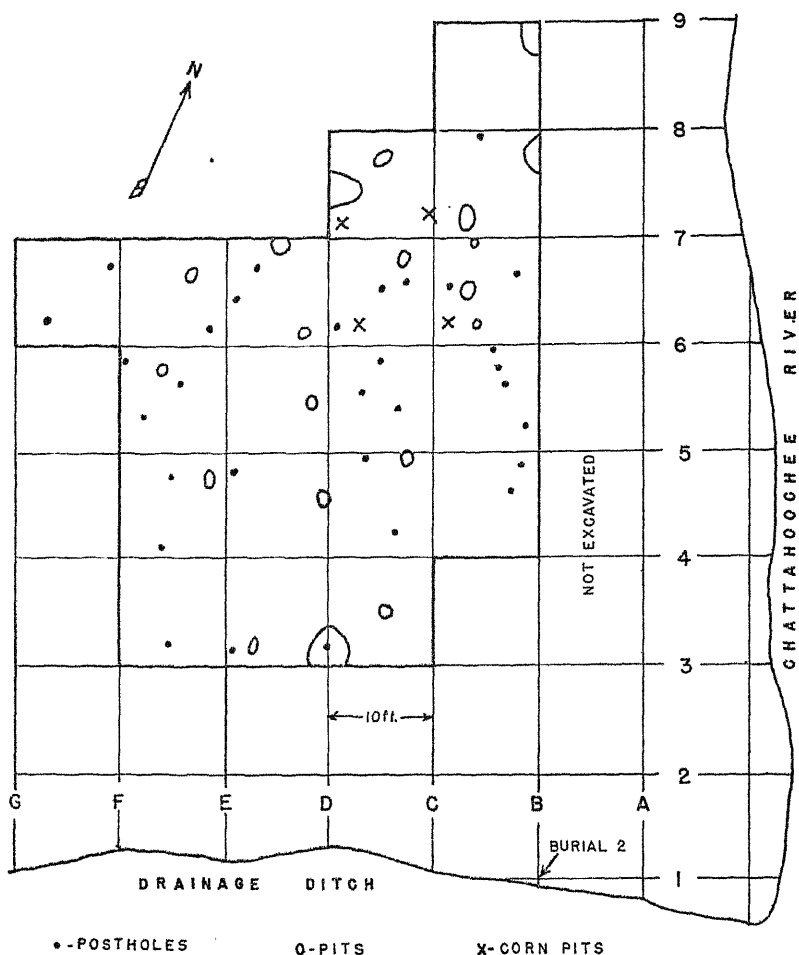 9
N
8
7
6
5
NOT EXCAVATED
CHATTAHOOCHEE RIVER
4
3
10ft.
2
G F E D C B A
BURIAL 2
1
DRAINAGE DITCH
•-POSTHOLES O-PITS X-CORN PITS